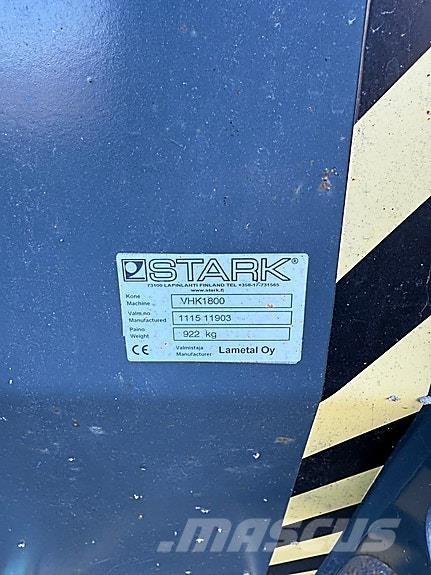 STARK®
73100 LAPINLAHTI FINLAND TEL +358-17-731565
www.stark.fi
Kone
Machine VHK1800
Valm.no
Manufactured 1115 11903
Paino
Weight 922 kg
CE Valmistaja
Manufacturer Lametal Oy
MASCUS